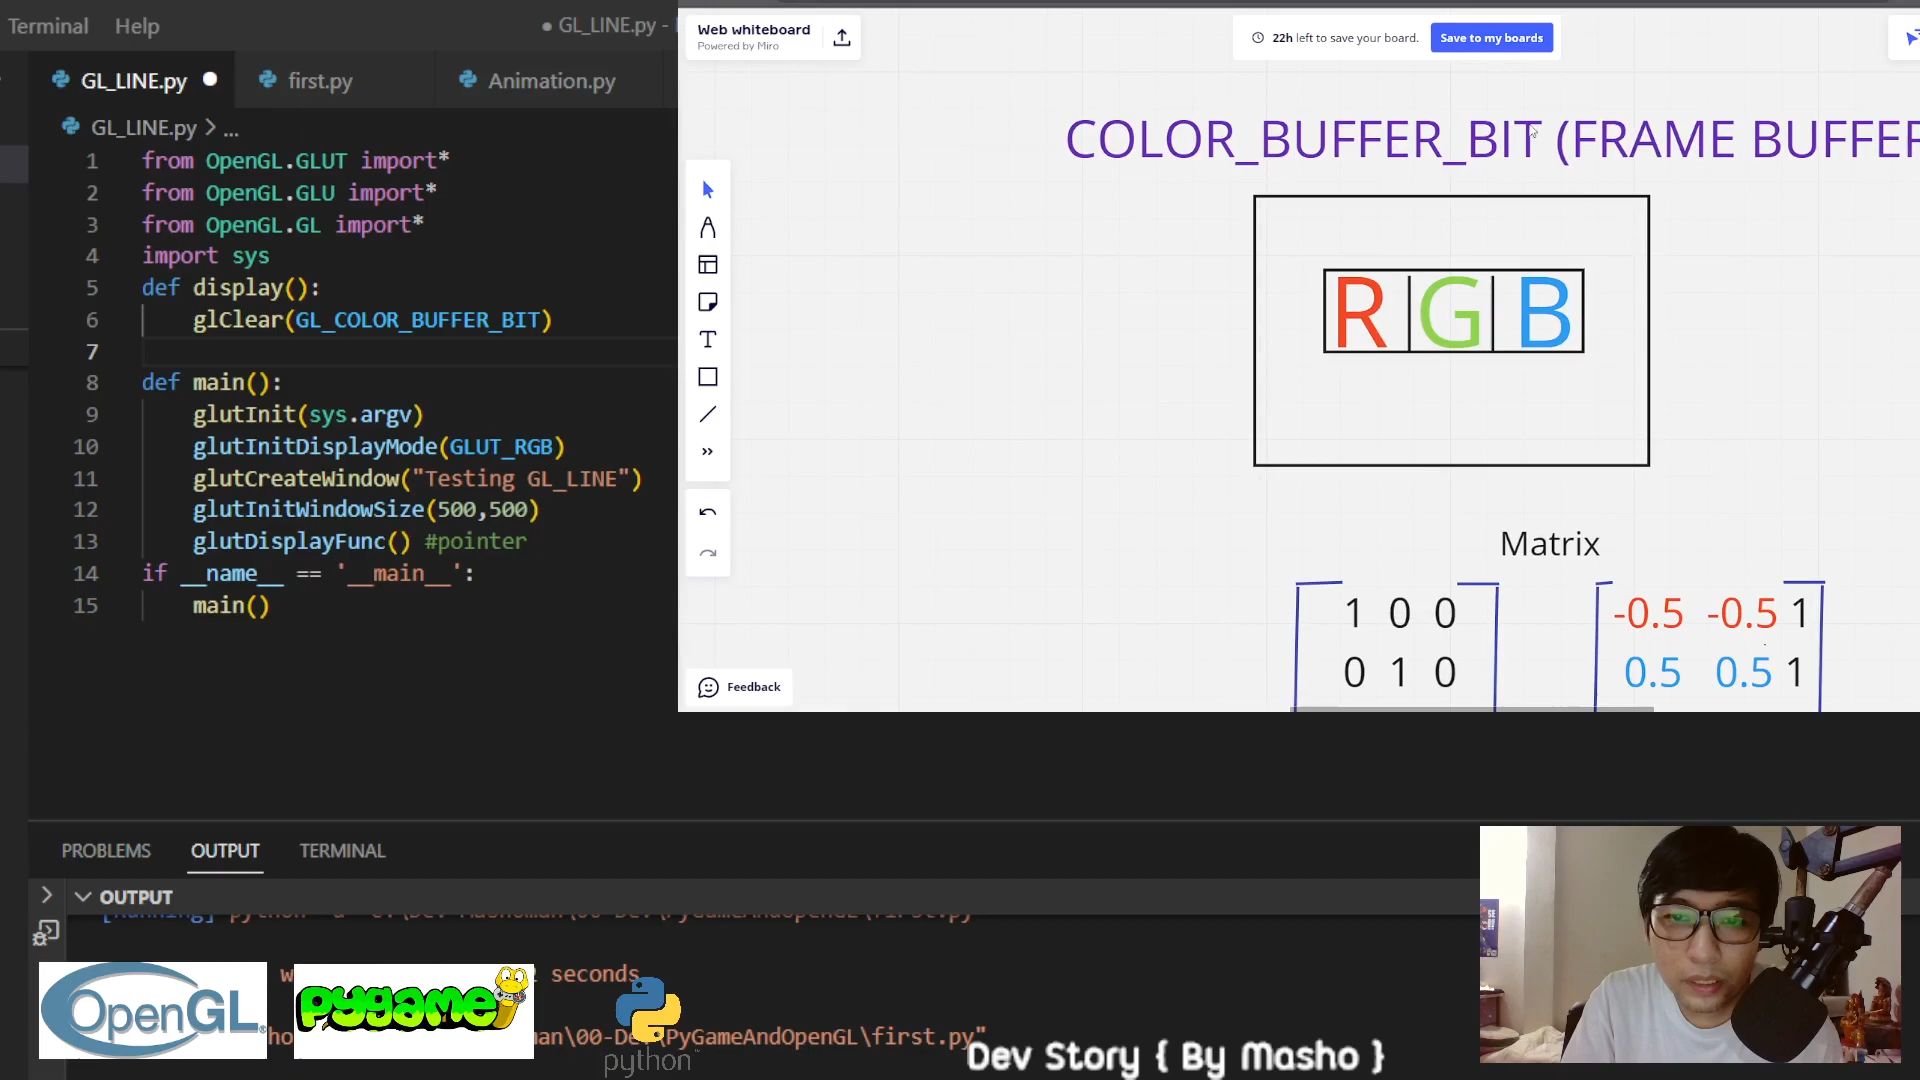 Terminal Help
● GL_LINE.py -
GL_LINE.py ●
first.py
Animation.py
GL_LINE.py > ...
1 from OpenGL.GLUT import*
2 from OpenGL.GLU import*
3 from OpenGL.GL import*
4 import sys
5 def display():
6 glClear(GL_COLOR_BUFFER_BIT)
7
8 def main():
9 glutInit(sys.argv)
10 glutInitDisplayMode(GLUT_RGB)
11 glutCreateWindow("Testing GL_LINE")
12 glutInitWindowSize(500,500)
13 glutDisplayFunc() #pointer
14 if __name__ == '__main__':
15 main()
Web whiteboard
Powered by Miro
22h left to save your board.
Save to my boards
COLOR_BUFFER_BIT (FRAME BUFFER
R G B
Matrix
1 0 0
0 1 0
-0.5 -0.5 1
0.5 0.5 1
Feedback
PROBLEMS OUTPUT TERMINAL
OUTPUT
seconds
\00-Dev\PyGameAndOpenGL\first.py"
OpenGL
pygame
python
Dev Story { By Masho }